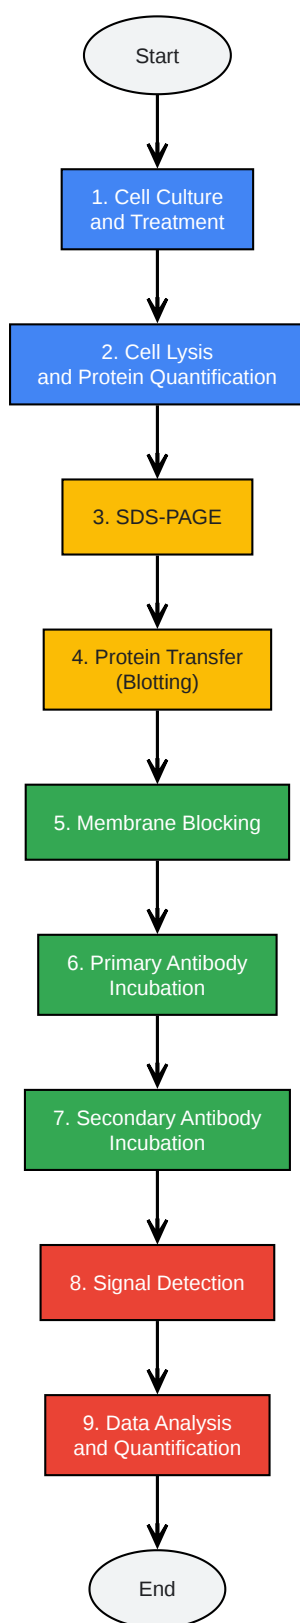 Start
1. Cell Culture
and Treatment
2. Cell Lysis
and Protein Quantification
3. SDS-PAGE
4. Protein Transfer
(Blotting)
5. Membrane Blocking
6. Primary Antibody
Incubation
7. Secondary Antibody
Incubation
8. Signal Detection
9. Data Analysis
and Quantification
End